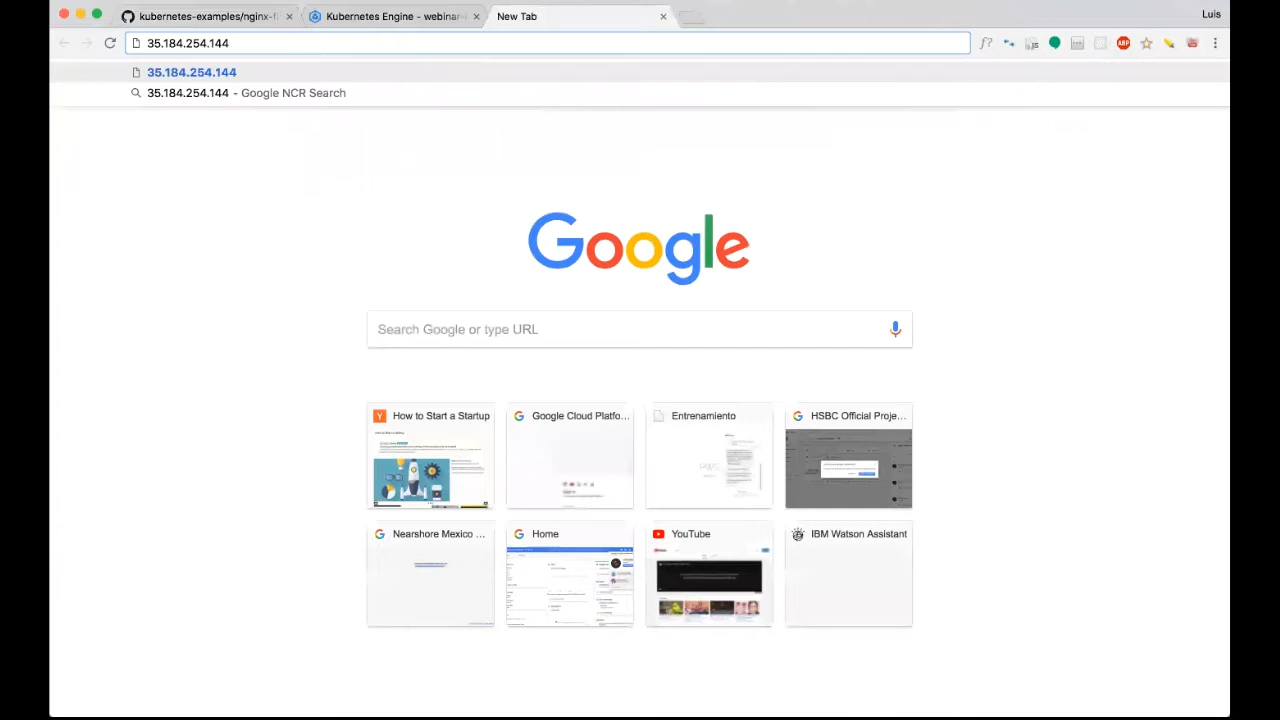 kubernetes-examples/nginx-fl
Kubernetes Engine - webinar-
New Tab
Luis
35.184.254.144
35.184.254.144
35.184.254.144 - Google NCR Search
Google
Search Google or type URL
How to Start a Startup
Google Cloud Platfo...
Entrenamiento
HSBC Official Proje...
Nearshore Mexico ...
Home
YouTube
IBM Watson Assistant